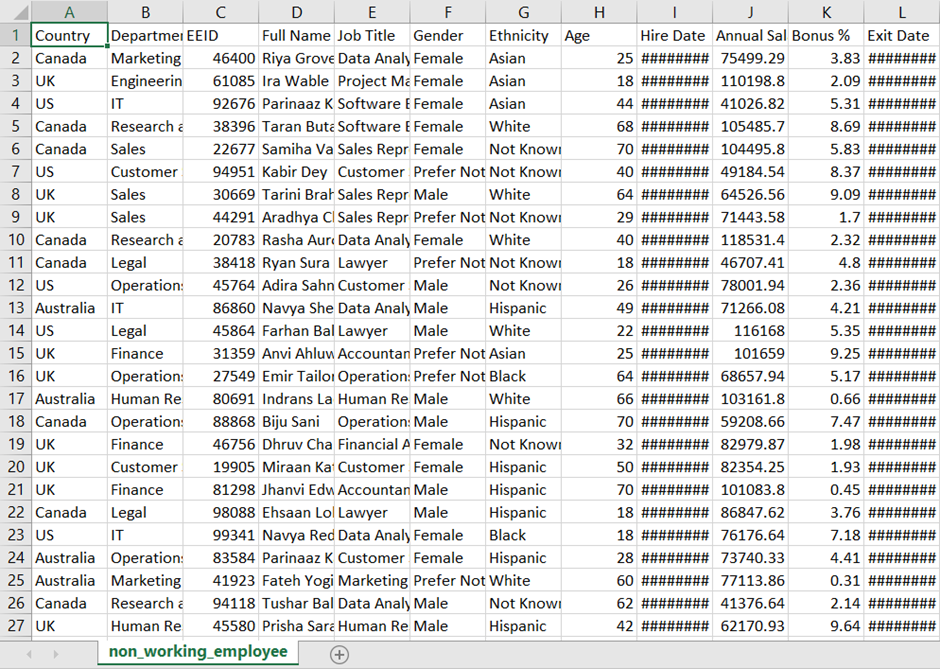 A B C D E F G H I J K L
1 Country Departmer EEID Full Name Job Title Gender Ethnicity Age Hire Date Annual Sal Bonus % Exit Date
2 Canada Marketing 46400 Riya Grove Data Analy Female Asian 25 ######## 75499.29 3.83 ########
3 UK Engineerin 61085 Ira Wable Project Ma Female Asian 18 ######## 110198.8 2.09 ########
4 US IT 92676 Parinaaz K Software E Female Asian 44 ######## 41026.82 5.31 ########
5 Canada Research a 38396 Taran Buta Software E Female White 68 ######## 105485.7 8.69 ########
6 Canada Sales 22677 Samiha Va Sales Repr Female Not Known 70 ######## 104495.8 5.83 ########
7 US Customer 94951 Kabir Dey Customer Prefer Not Not Known 40 ######## 49184.54 8.37 ########
8 UK Sales 30669 Tarini Brah Sales Repr Male White 64 ######## 64526.56 9.09 ########
9 UK Sales 44291 Aradhya Cl Sales Repr Prefer Not Not Known 29 ######## 71443.58 1.7 ########
10 Canada Research a 20783 Rasha Auro Data Analy Female White 40 ######## 118531.4 2.32 ########
11 Canada Legal 38418 Ryan Sura Lawyer Prefer Not Not Known 18 ######## 46707.41 4.8 ########
12 US Operations 45764 Adira Sahn Customer Male Not Known 26 ######## 78001.94 2.36 ########
13 Australia IT 86860 Navya She Data Analy Male Hispanic 49 ######## 71266.08 4.21 ########
14 US Legal 45864 Farhan Bal Lawyer Male White 22 ######## 116168 5.35 ########
15 UK Finance 31359 Anvi Ahluw Accountan Prefer Not Asian 25 ######## 101659 9.25 ########
16 UK Operations 27549 Emir Tailor Operations Prefer Not Black 64 ######## 68657.94 5.17 ########
17 Australia Human Re 80691 Indrans La Human Re Male White 66 ######## 103161.8 0.66 ########
18 Canada Operations 88868 Biju Sani Operations Male Hispanic 70 ######## 59208.66 7.47 ########
19 UK Finance 46756 Dhruv Cha Financial A Female Not Known 32 ######## 82979.87 1.98 ########
20 UK Customer 19905 Miraan Kat Customer Female Hispanic 50 ######## 82354.25 1.93 ########
21 UK Finance 81298 Jhanvi Edw Accountan Male Hispanic 70 ######## 101083.8 0.45 ########
22 Canada Legal 98088 Ehsaan Lol Lawyer Male Hispanic 18 ######## 86847.62 3.76 ########
23 US IT 99341 Navya Red Data Analy Female Black 18 ######## 76176.64 7.18 ########
24 Australia Operations 83584 Parinaaz K Customer Female Hispanic 28 ######## 73740.33 4.41 ########
25 Australia Marketing 41923 Fateh Yogi Marketing Prefer Not White 60 ######## 77113.86 0.31 ########
26 Canada Research a 94118 Tushar Bal Data Analy Male Not Known 62 ######## 41376.64 2.14 ########
27 UK Human Re 45580 Prisha Sara Human Re Male Hispanic 42 ######## 62170.93 9.64 ########
non_working_employee